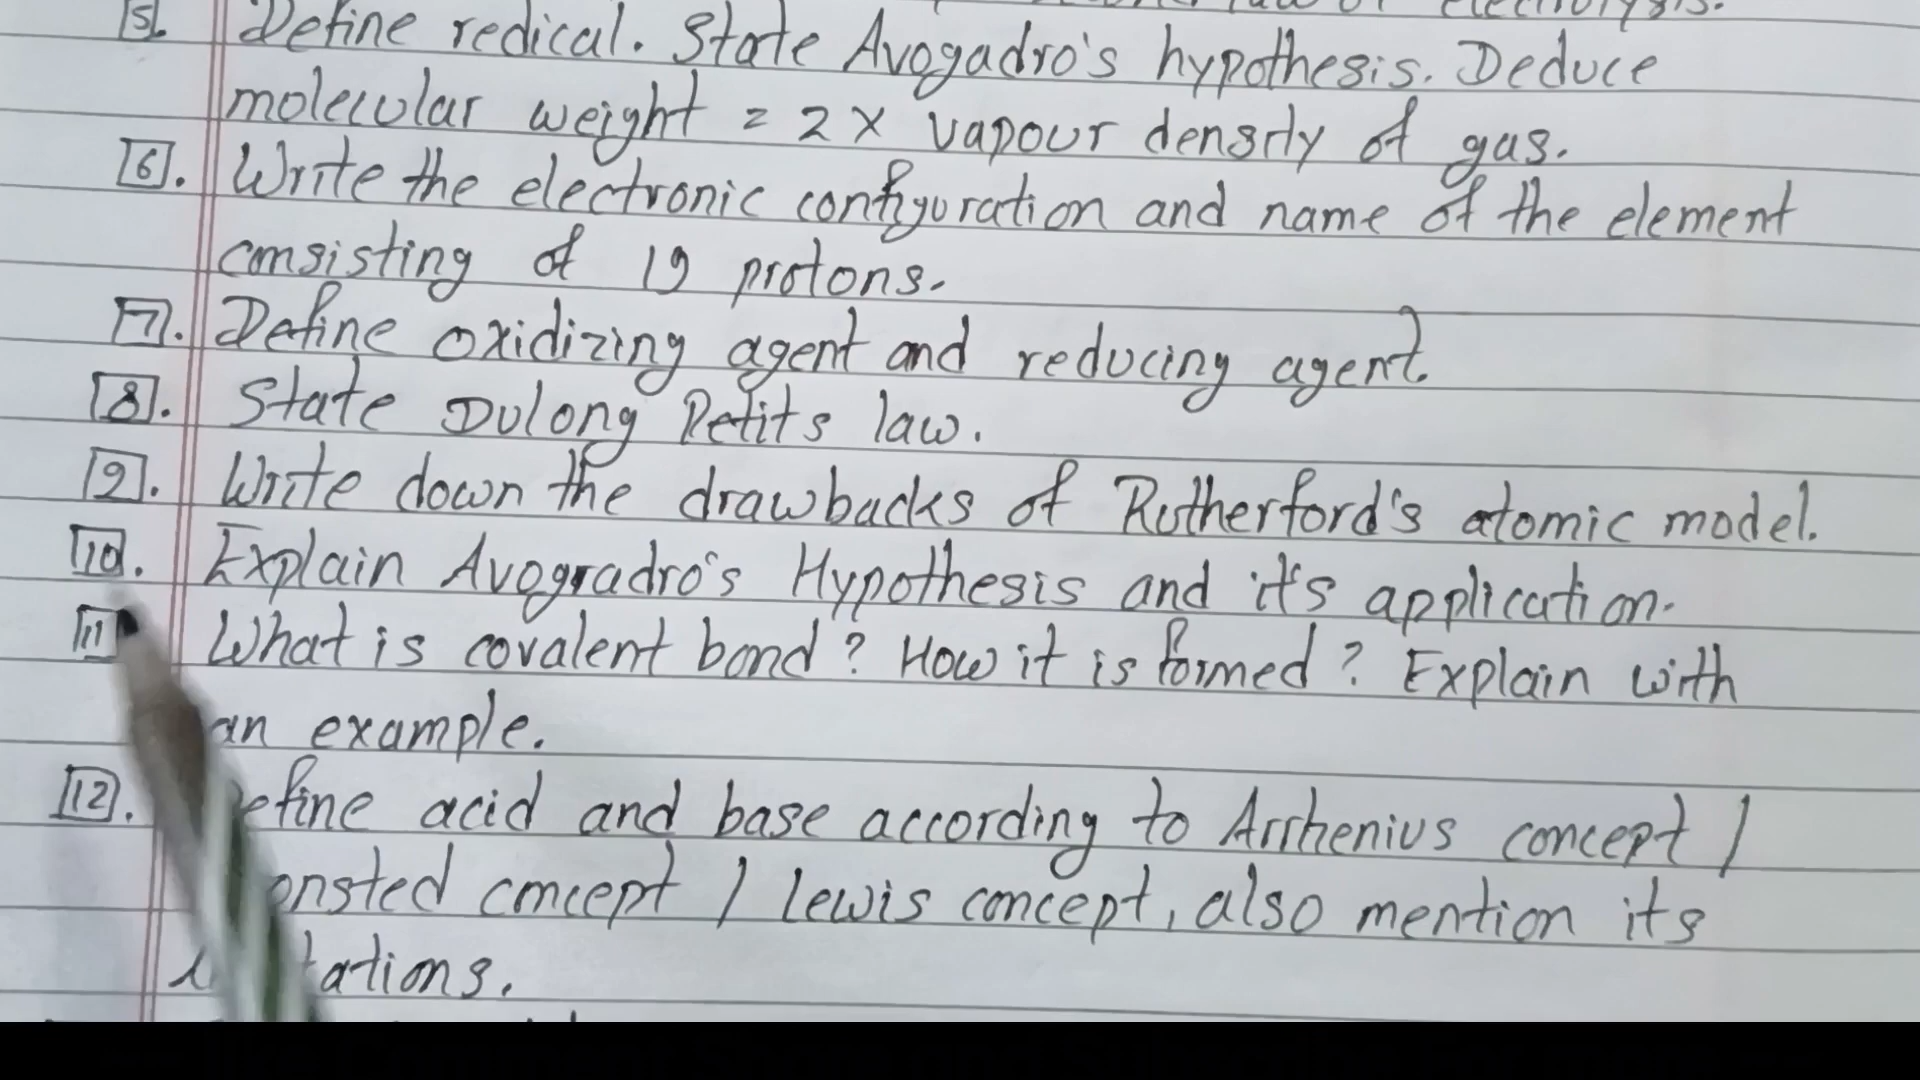 5. Define redical. State Avogadro's hypothesis. Deduce
molecular weight = 2x vapour density of gas.
6. Write the electronic configuration and name of the element
consisting of 19 protons.
7. Define oxidizing agent and reducing agent.
8. State Dulong Petits law.
9. Write down the drawbacks of Rutherford's atomic model.
10. Explain Avogradro's Hypothesis and it's application.
11 What is covalent bond? How it is formed? Explain with
an example.
12. efine acid and base according to Arrhenius concept /
onsted concept / lewis concept, also mention its
tations.